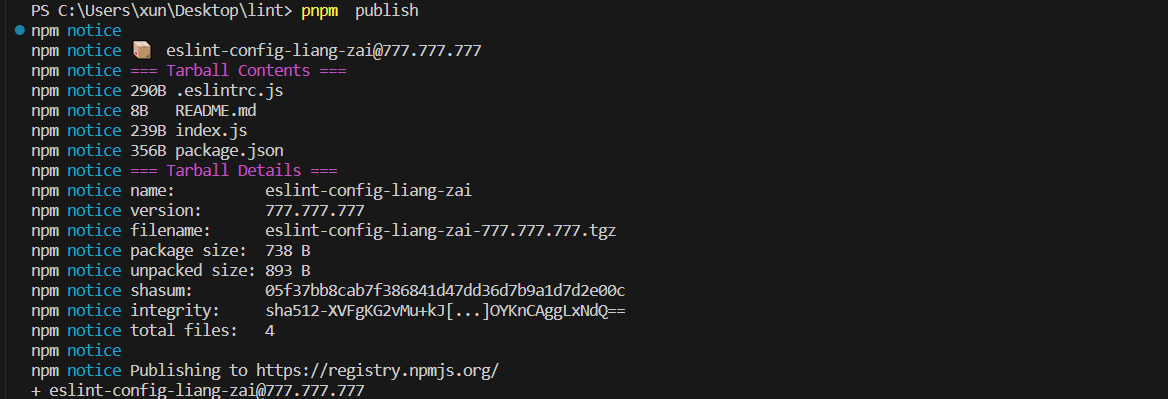 PS C:\Users\xun\Desktop\lint> pnpm  publish
npm notice
npm notice 📦  eslint-config-liang-zai@777.777.777
npm notice === Tarball Contents ===
npm notice 290B .eslintrc.js
npm notice 8B   README.md
npm notice 239B index.js
npm notice 356B package.json
npm notice === Tarball Details ===
npm notice name:          eslint-config-liang-zai
npm notice version:       777.777.777
npm notice filename:      eslint-config-liang-zai-777.777.777.tgz
npm notice package size:  738 B
npm notice unpacked size: 893 B
npm notice shasum:        05f37bb8cab7f386841d47dd36d7b9a1d7d2e00c
npm notice integrity:     sha512-XVFgKG2vMu+kJ[...]OYKnCAggLxNdQ==
npm notice total files:   4
npm notice
npm notice Publishing to https://registry.npmjs.org/
+ eslint-config-liang-zai@777.777.777